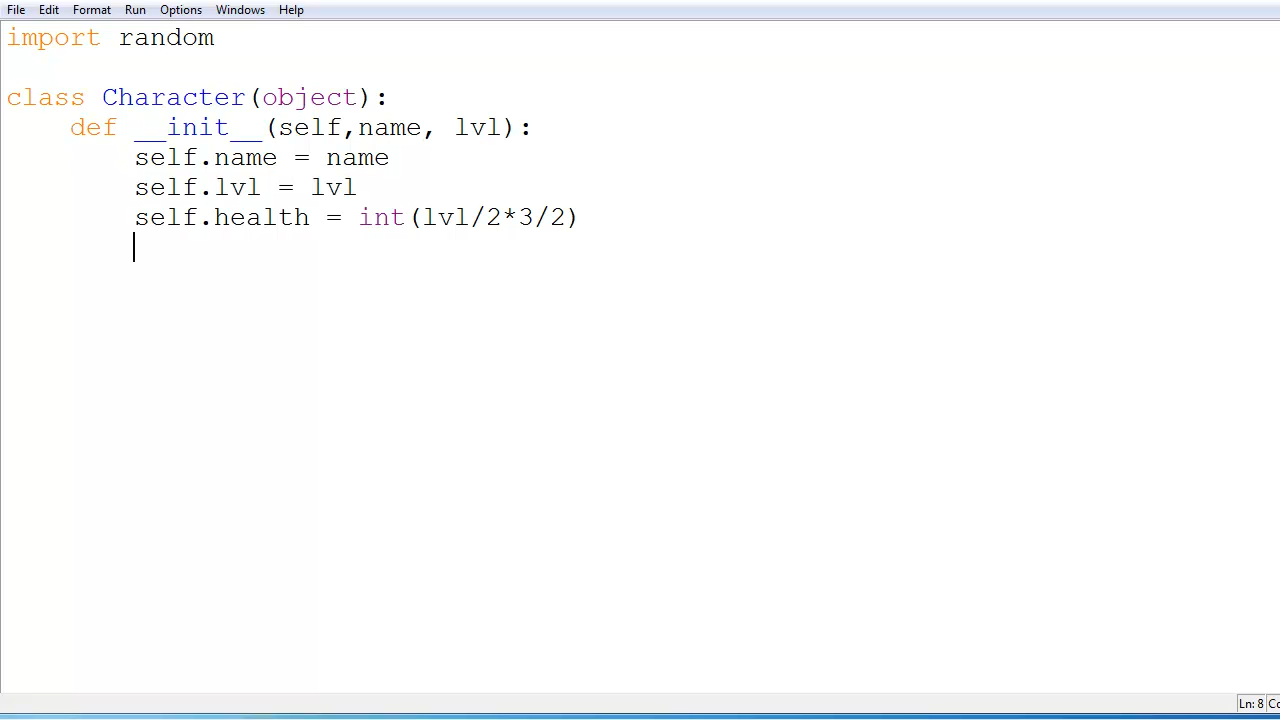 File Edit Format Run Options Windows Help
import random
class Character(object):
def __init__(self,name, lvl):
self.name = name
self.lvl = lvl
self.health = int(lvl/2*3/2)
Ln: 8 Co